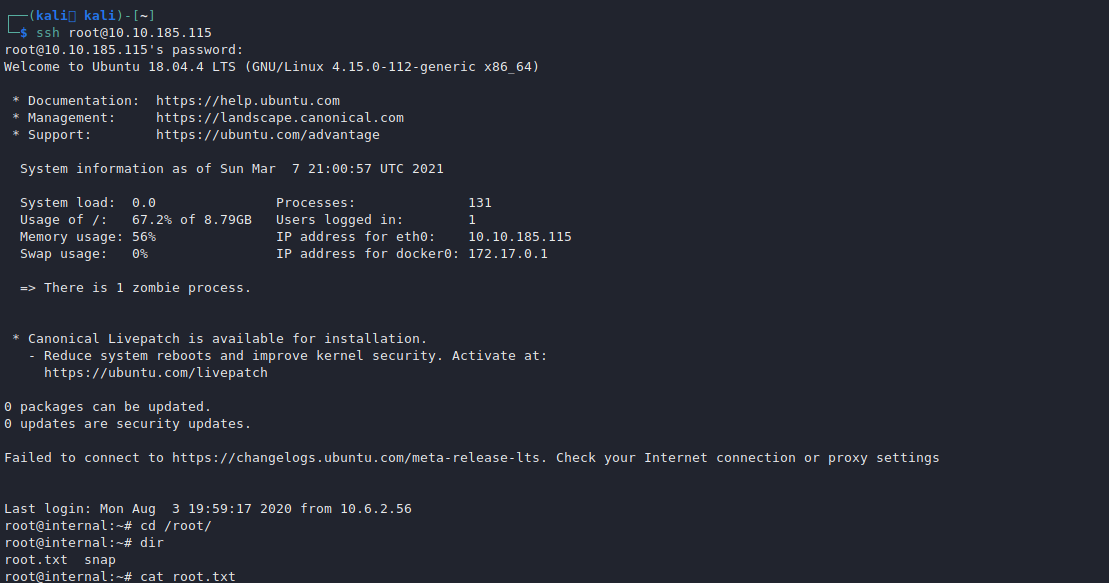 ┌──(kali kali)-[~]
└─$ ssh root@10.10.185.115
root@10.10.185.115's password:
Welcome to Ubuntu 18.04.4 LTS (GNU/Linux 4.15.0-112-generic x86_64)

 * Documentation:  https://help.ubuntu.com
 * Management:     https://landscape.canonical.com
 * Support:        https://ubuntu.com/advantage

  System information as of Sun Mar  7 21:00:57 UTC 2021

  System load:  0.0               Processes:              131
  Usage of /:   67.2% of 8.79GB   Users logged in:        1
  Memory usage: 56%               IP address for eth0:    10.10.185.115
  Swap usage:   0%                IP address for docker0: 172.17.0.1

  => There is 1 zombie process.


 * Canonical Livepatch is available for installation.
   - Reduce system reboots and improve kernel security. Activate at:
     https://ubuntu.com/livepatch

0 packages can be updated.
0 updates are security updates.

Failed to connect to https://changelogs.ubuntu.com/meta-release-lts. Check your Internet connection or proxy settings


Last login: Mon Aug  3 19:59:17 2020 from 10.6.2.56
root@internal:~# cd /root/
root@internal:~# dir
root.txt  snap
root@internal:~# cat root.txt